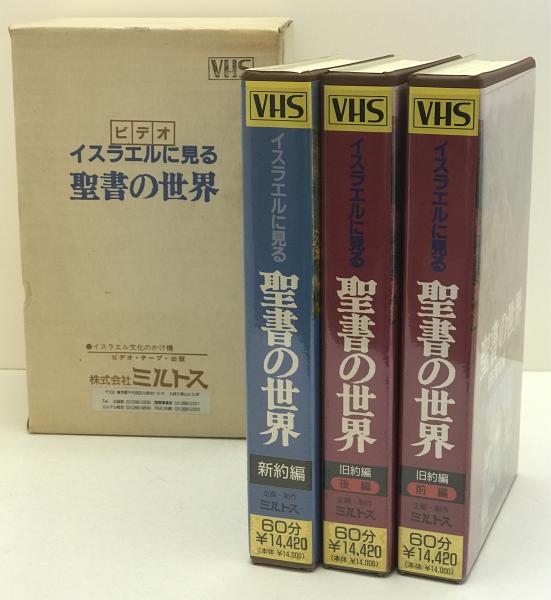 VHS
ビデオ
イスラエルに見る
聖書の世界
●イスラエル文化のかけ橋
ビデオ・テープ・出版
株式会社ミルトス
VHS
イスラエルに見る
聖書の世界
新約編
企画・制作
ミルトス
60分
¥14,420
(本体 ¥14,000)
VHS
イスラエルに見る
聖書の世界
旧約編
後編
企画・制作
ミルトス
60分
¥14,420
(本体 ¥14,000)
VHS
イスラエルに見る
聖書の世界
旧約編
前編
企画・制作
ミルトス
60分
¥14,420
(本体 ¥14,000)
聖書の世界